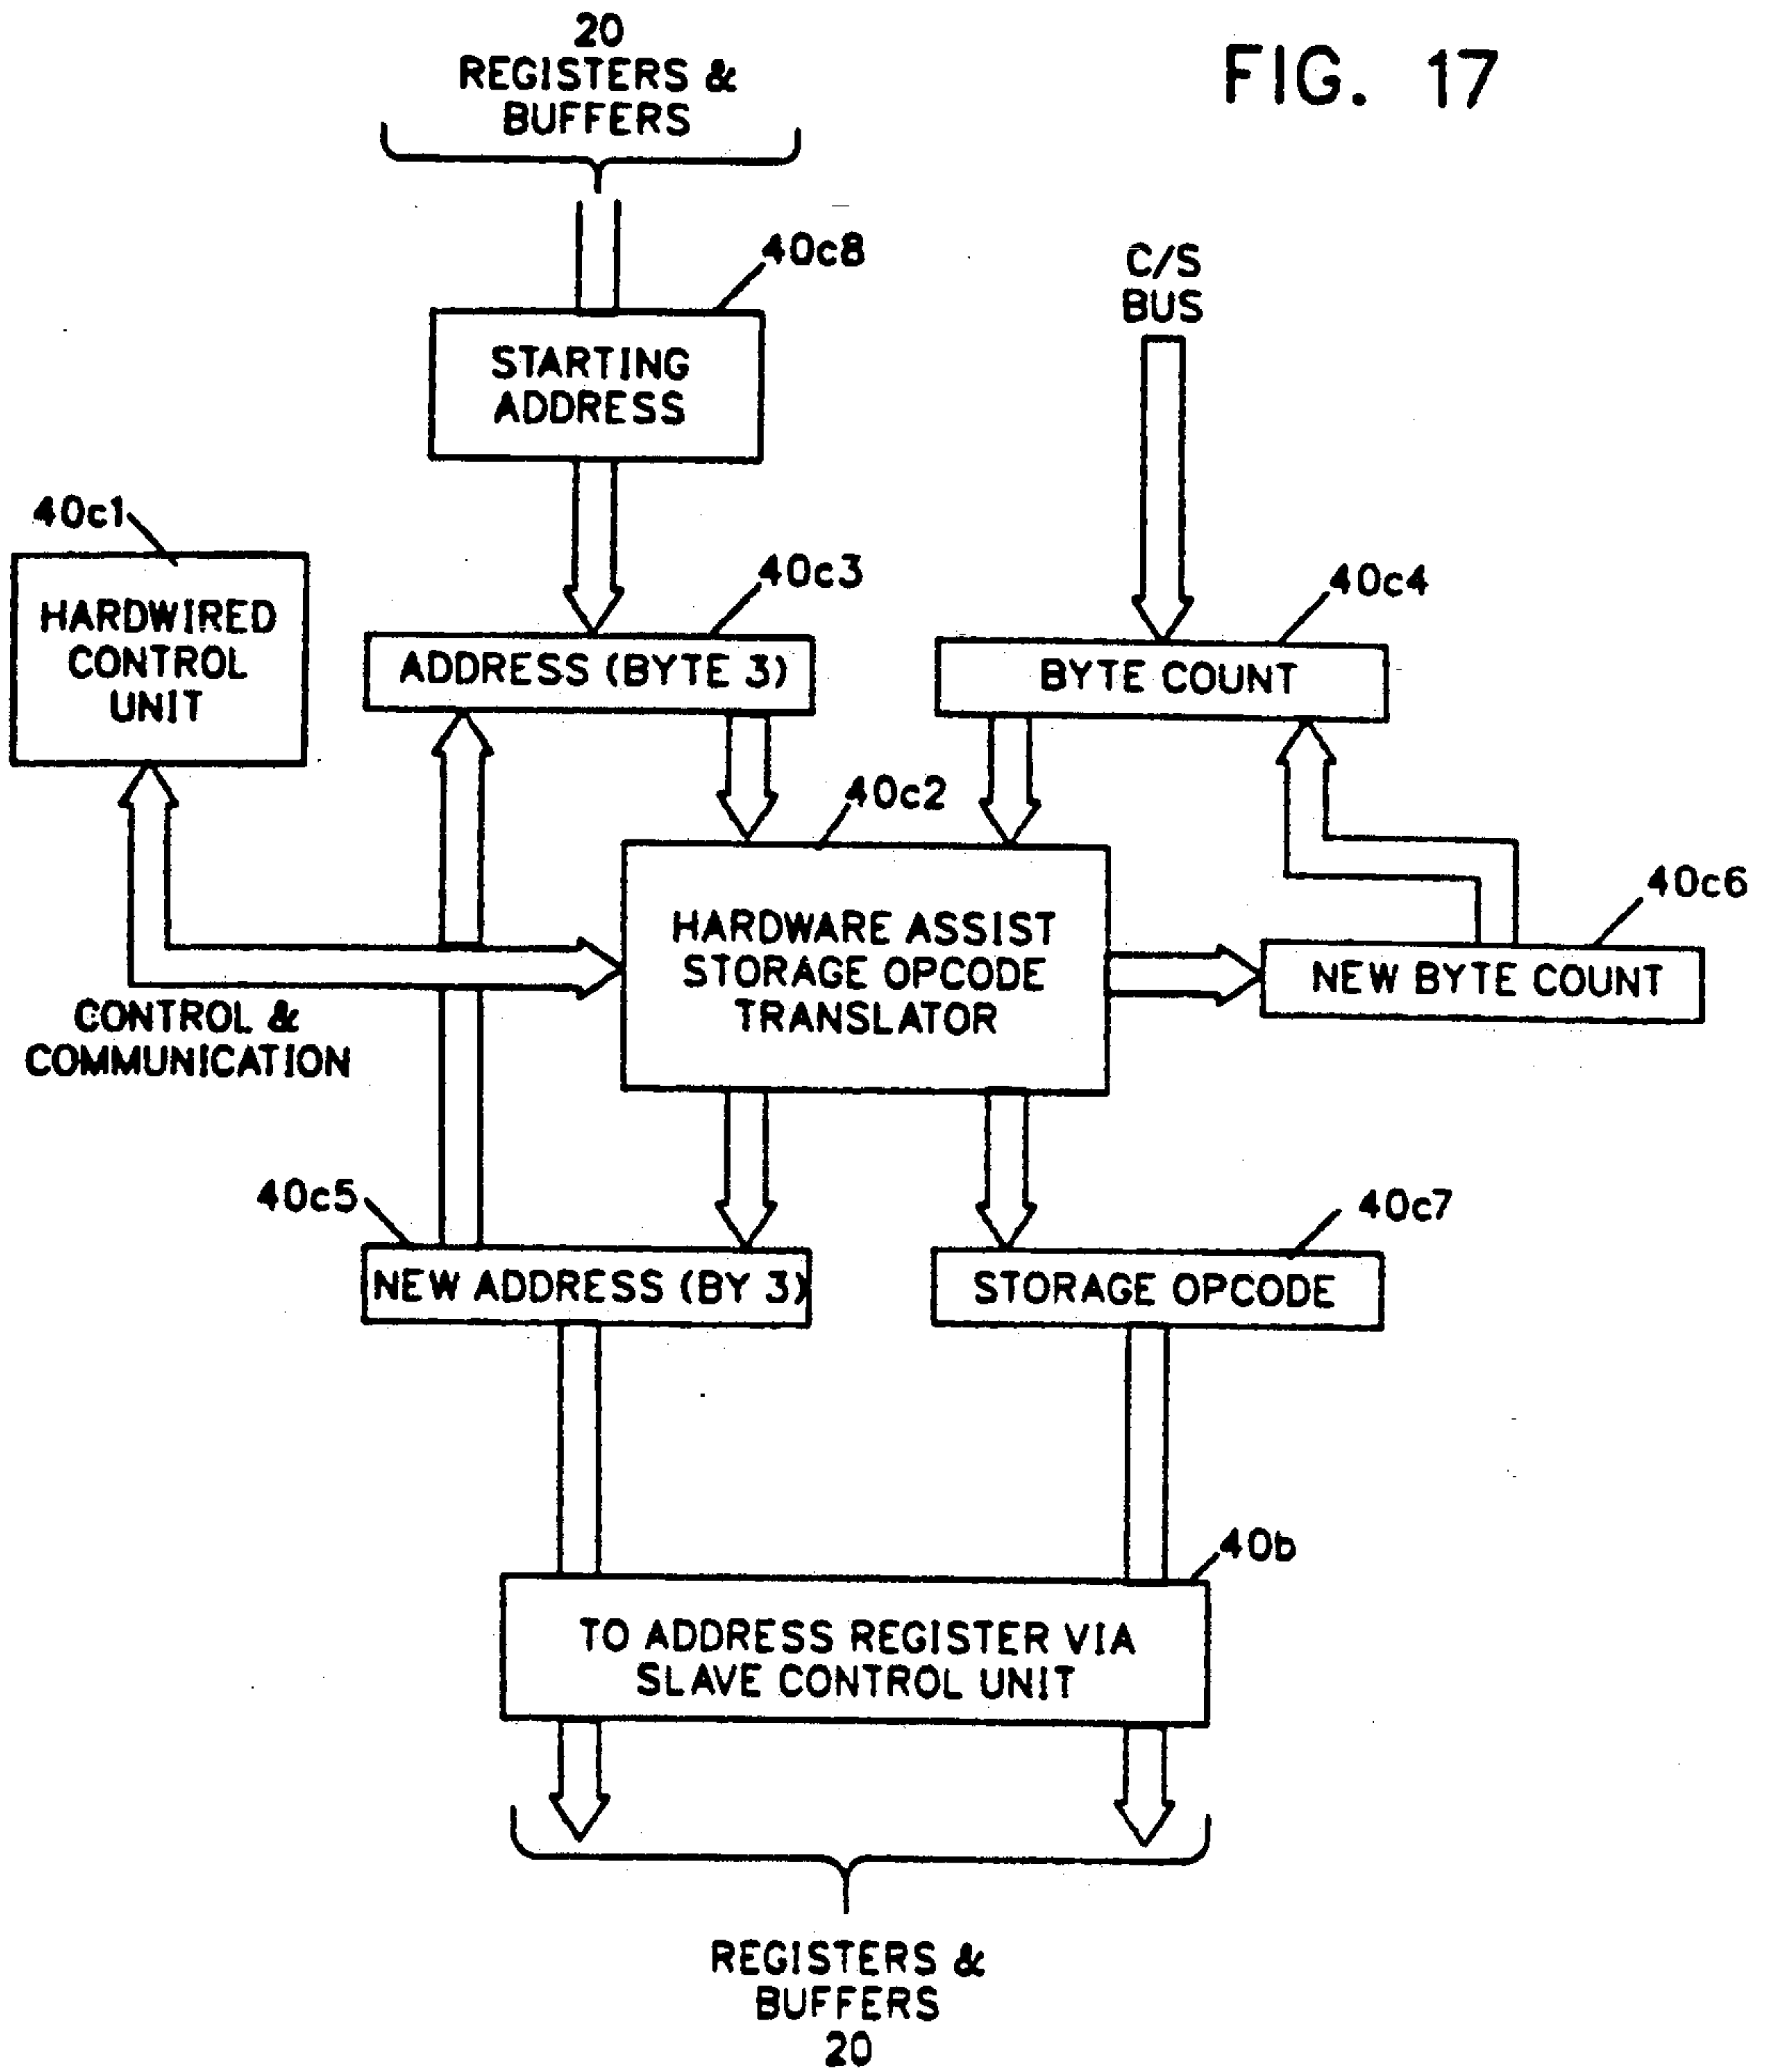 FIG. 17
20
REGISTERS &
BUFFERS
40c8
STARTING
ADDRESS
C/S
BUS
40c1
HARDWIRED
CONTROL
UNIT
40c3
ADDRESS (BYTE 3)
40c4
BYTE COUNT
40c2
HARDWARE ASSIST
STORAGE OPCODE
TRANSLATOR
40c6
NEW BYTE COUNT
CONTROL &
COMMUNICATION
40c5
NEW ADDRESS (BY 3)
40c7
STORAGE OPCODE
40b
TO ADDRESS REGISTER VIA
SLAVE CONTROL UNIT
REGISTERS &
BUFFERS
20